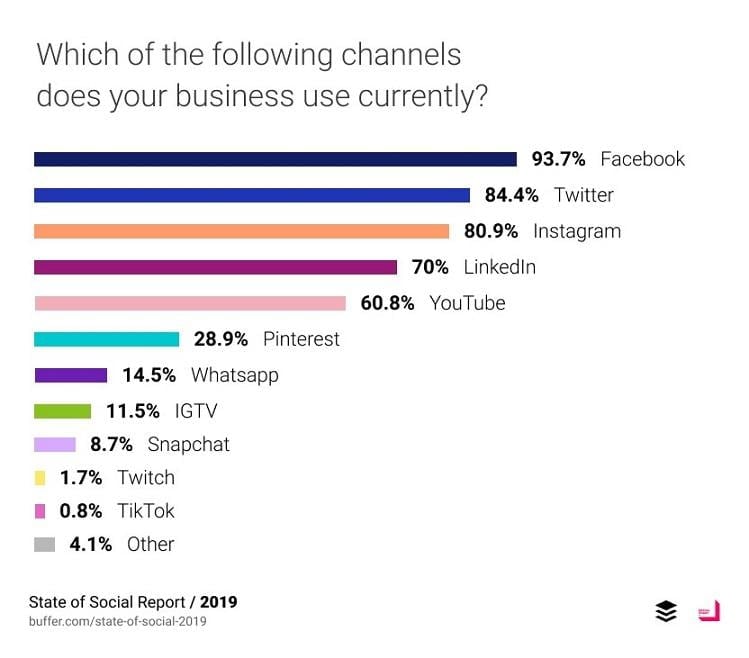 Which of the following channels
does your business use currently?
93.7% Facebook
84.4% Twitter
80.9% Instagram
70% LinkedIn
60.8% YouTube
28.9% Pinterest
14.5% Whatsapp
11.5% IGTV
8.7% Snapchat
1.7% Twitch
0.8% TikTok
4.1% Other
State of Social Report / 2019
buffer.com/state-of-social-2019